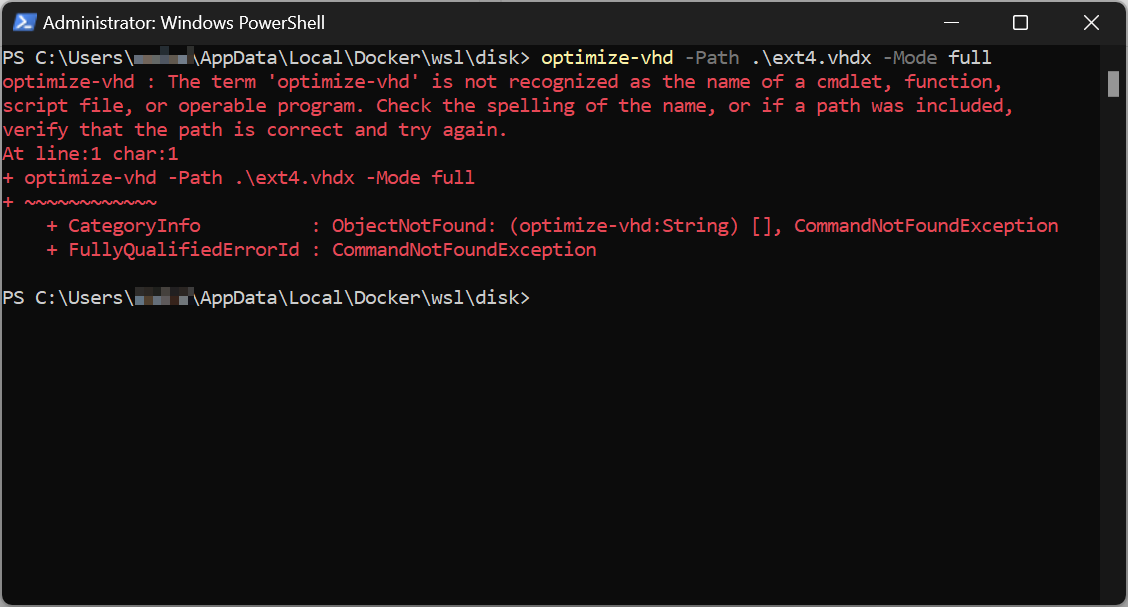 Administrator: Windows PowerShell
PS C:\Users\ \AppData\Local\Docker\wsl\disk> optimize-vhd -Path .\ext4.vhdx -Mode full
optimize-vhd : The term 'optimize-vhd' is not recognized as the name of a cmdlet, function,
script file, or operable program. Check the spelling of the name, or if a path was included,
verify that the path is correct and try again.
At line:1 char:1
+ optimize-vhd -Path .\ext4.vhdx -Mode full
+ ~~~~~~~~~~~~
    + CategoryInfo          : ObjectNotFound: (optimize-vhd:String) [], CommandNotFoundException
    + FullyQualifiedErrorId : CommandNotFoundException
PS C:\Users\ \AppData\Local\Docker\wsl\disk>